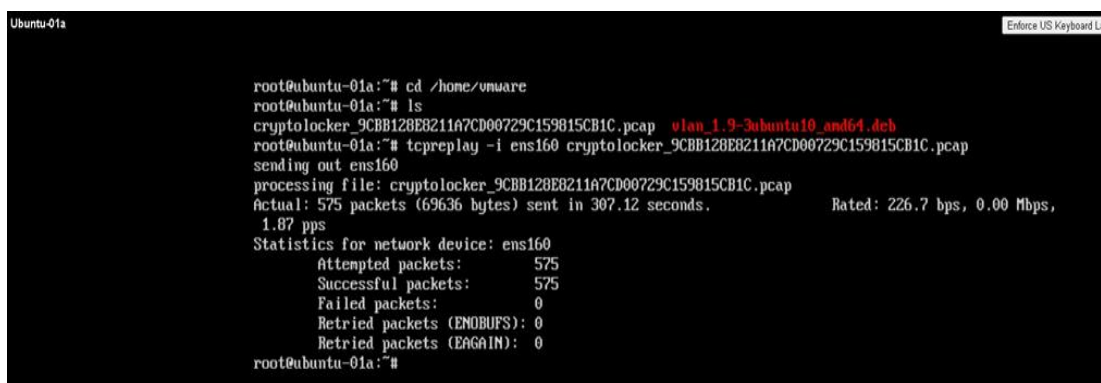 Ubuntu-01a
Enforce US Keyboard La
root@ubuntu-01a:~# cd /home/vmware
root@ubuntu-01a:~# ls
cryptolocker_9CBB128E8211A7CD00729C159815CB1C.pcap vlan_1.9-3ubuntu10_amd64.deb
root@ubuntu-01a:~# tcpreplay -i ens160 cryptolocker_9CBB128E8211A7CD00729C159815CB1C.pcap
sending out ens160
processing file: cryptolocker_9CBB128E8211A7CD00729C159815CB1C.pcap
Actual: 575 packets (69636 bytes) sent in 307.12 seconds. Rated: 226.7 bps, 0.00 Mbps,
1.87 pps
Statistics for network device: ens160
Attempted packets: 575
Successful packets: 575
Failed packets: 0
Retried packets (ENOBUFS): 0
Retried packets (EAGAIN): 0
root@ubuntu-01a:~#